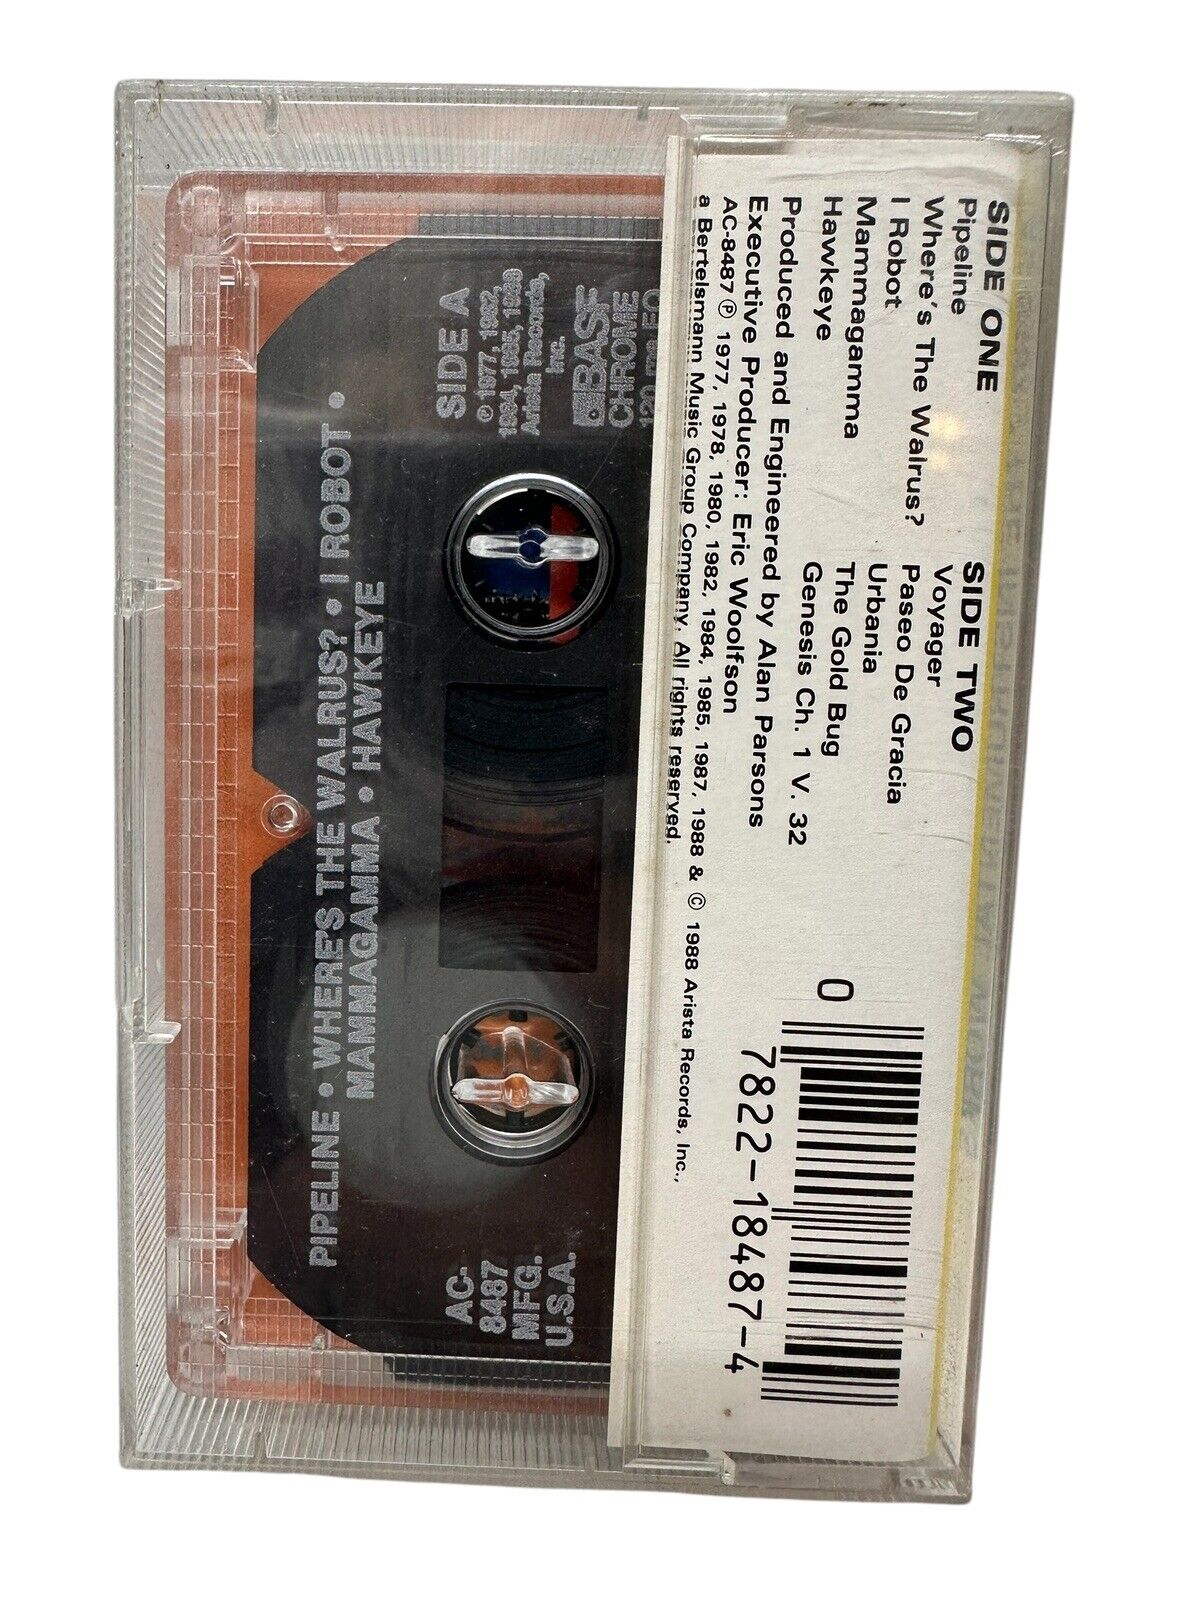 SIDE ONE
Pipeline
Where's The Walrus?
I Robot
Mammagamma
Hawkeye
SIDE TWO
Voyager
Paseo De Gracia
Urbania
The Gold Bug
Genesis Ch. 1 V. 32
Produced and Engineered by Alan Parsons
Executive Producer: Eric Woolfson
AC-8487 ℗ 1977, 1978, 1980, 1982, 1984, 1985, 1987, 1988 & © 1988 Arista Records, Inc.,
a Bertelsmann Music Group Company. All rights reserved.
0
7822-18487-4
SIDE A
℗ 1977, 1982,
1984, 1985, 1988
Arista Records,
Inc.
BASF
CHROME
120 EQ
PIPELINE • WHERE'S THE WALRUS? • I ROBOT •
MAMMAGAMMA • HAWKEYE
AC-
8487
MFG.
U.S.A.